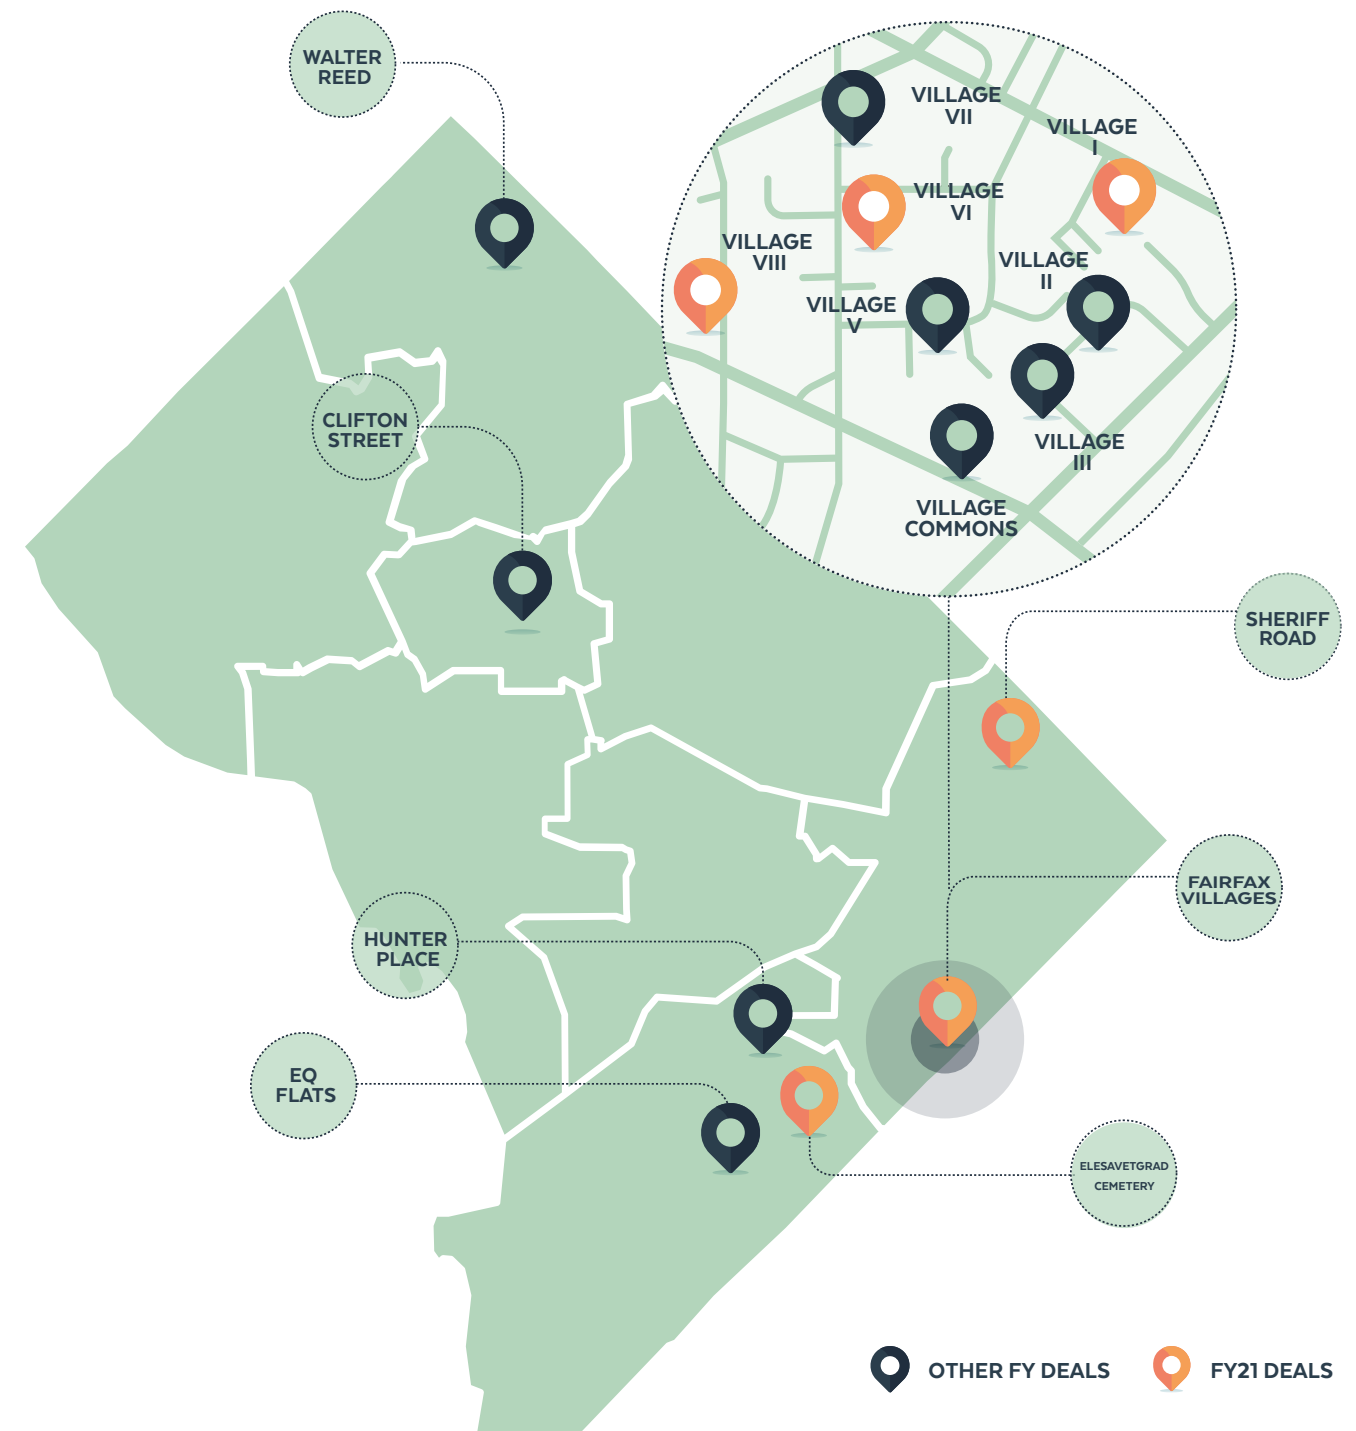 WALTER
REED
VILLAGE
VII
VILLAGE
I
VILLAGE
VI
VILLAGE
VIII
VILLAGE
II
VILLAGE
V
CLIFTON
STREET
VILLAGE
III
VILLAGE
COMMONS
SHERIFF
ROAD
FAIRFAX
VILLAGES
HUNTER
PLACE
EQ
FLATS
ELESAVETGRAD
CEMETERY
OTHER FY DEALS
FY21 DEALS